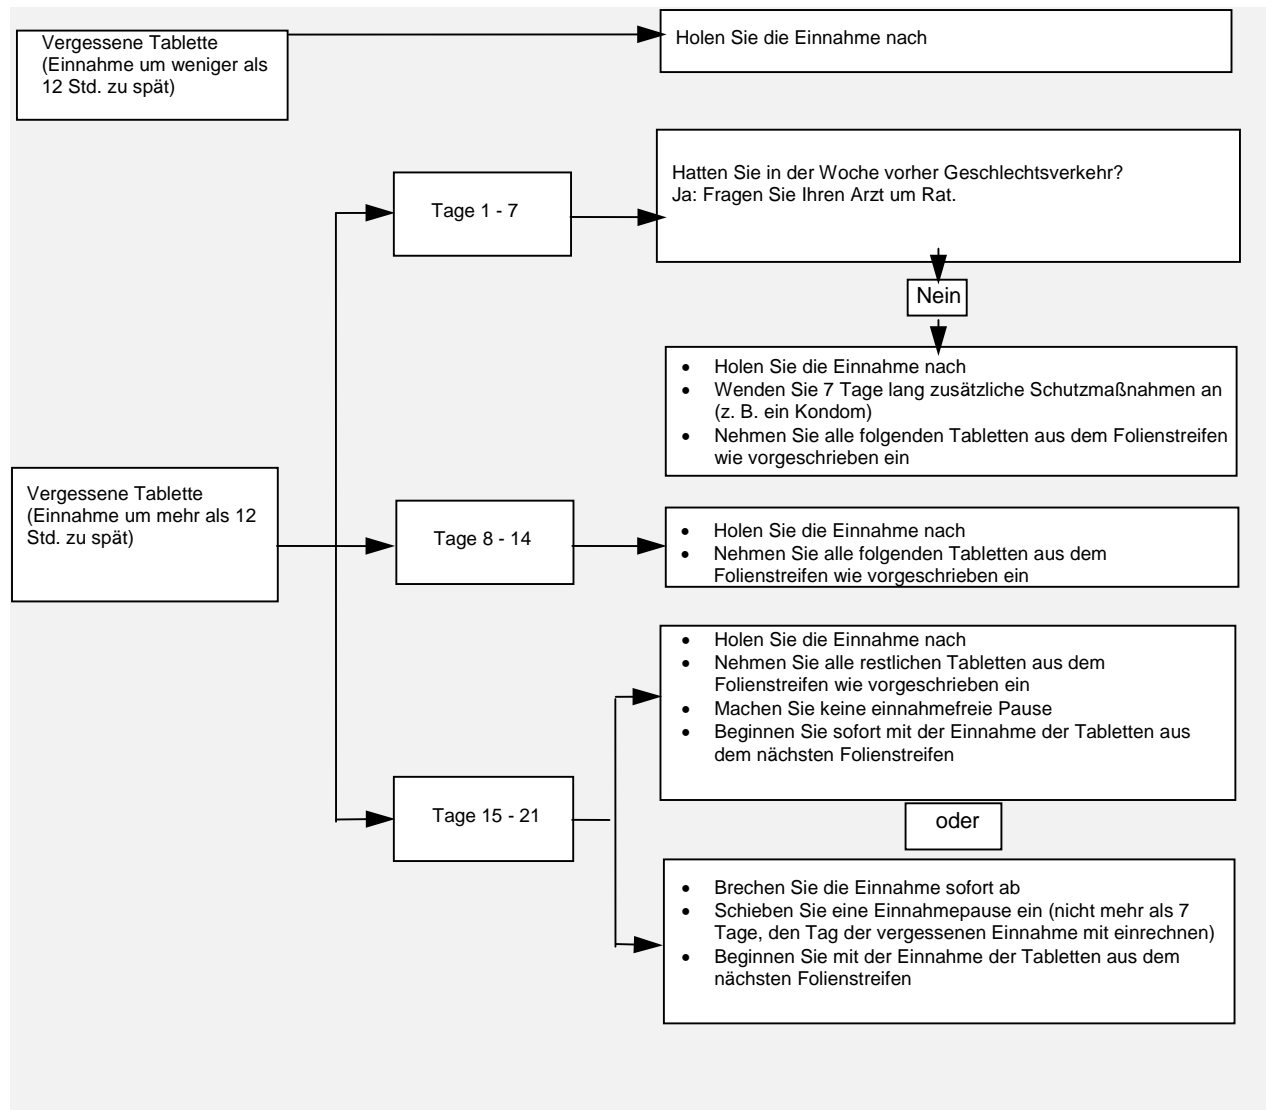 Vergessene Tablette
(Einnahme um weniger als
12 Std. zu spät)
Holen Sie die Einnahme nach
Hatten Sie in der Woche vorher Geschlechtsverkehr?
Ja: Fragen Sie Ihren Arzt um Rat.
Tage 1 - 7
Nein
• Holen Sie die Einnahme nach
• Wenden Sie 7 Tage lang zusätzliche Schutzmaßnahmen an
(z. B. ein Kondom)
• Nehmen Sie alle folgenden Tabletten aus dem Folienstreifen
wie vorgeschrieben ein
Vergessene Tablette
(Einnahme um mehr als 12
Std. zu spät)
Tage 8 - 14
• Holen Sie die Einnahme nach
• Nehmen Sie alle folgenden Tabletten aus dem
Folienstreifen wie vorgeschrieben ein
• Holen Sie die Einnahme nach
• Nehmen Sie alle restlichen Tabletten aus dem
Folienstreifen wie vorgeschrieben ein
• Machen Sie keine einnahmefreie Pause
• Beginnen Sie sofort mit der Einnahme der Tabletten aus
dem nächsten Folienstreifen
Tage 15 - 21
oder
• Brechen Sie die Einnahme sofort ab
• Schieben Sie eine Einnahmepause ein (nicht mehr als 7
Tage, den Tag der vergessenen Einnahme mit einrechnen)
• Beginnen Sie mit der Einnahme der Tabletten aus dem
nächsten Folienstreifen